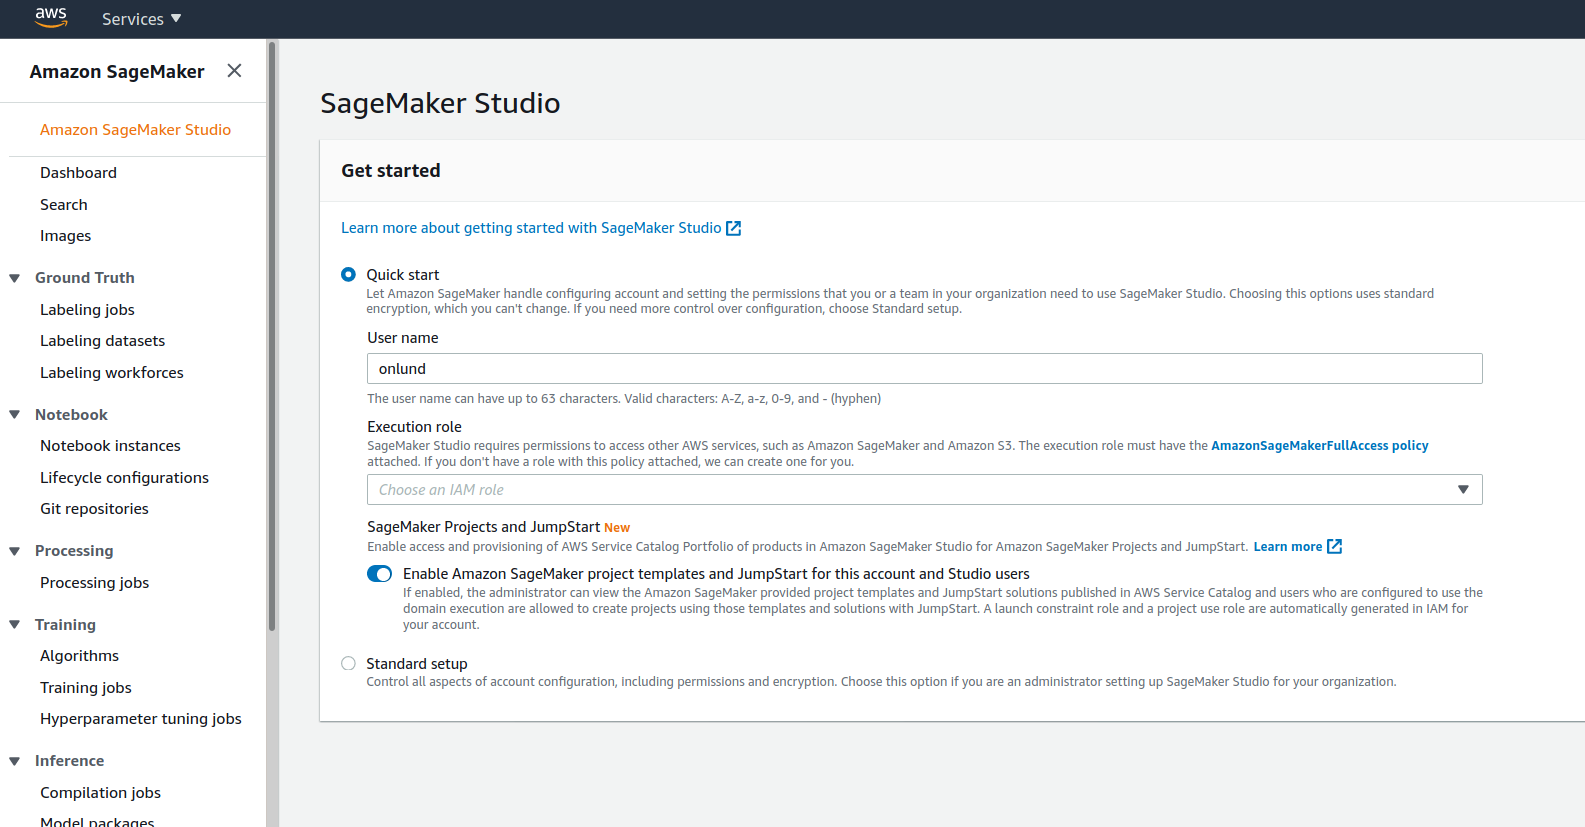 aws
Services
Amazon SageMaker
Amazon SageMaker Studio
Dashboard
Search
Images
Ground Truth
Labeling jobs
Labeling datasets
Labeling workforces
Notebook
Notebook instances
Lifecycle configurations
Git repositories
Processing
Processing jobs
Training
Algorithms
Training jobs
Hyperparameter tuning jobs
Inference
Compilation jobs
Model packages
SageMaker Studio
Get started
Learn more about getting started with SageMaker Studio
Quick start
Let Amazon SageMaker handle configuring account and setting the permissions that you or a team in your organization need to use SageMaker Studio. Choosing this options uses standard
encryption, which you can't change. If you need more control over configuration, choose Standard setup.
User name
onlund
The user name can have up to 63 characters. Valid characters: A-Z, a-z, 0-9, and - (hyphen)
Execution role
SageMaker Studio requires permissions to access other AWS services, such as Amazon SageMaker and Amazon S3. The execution role must have the AmazonSageMakerFullAccess policy
attached. If you don't have a role with this policy attached, we can create one for you.
Choose an IAM role
SageMaker Projects and JumpStart New
Enable access and provisioning of AWS Service Catalog Portfolio of products in Amazon SageMaker Studio for Amazon SageMaker Projects and JumpStart. Learn more
Enable Amazon SageMaker project templates and JumpStart for this account and Studio users
If enabled, the administrator can view the Amazon SageMaker provided project templates and JumpStart solutions published in AWS Service Catalog and users who are configured to use the
domain execution are allowed to create projects using those templates and solutions with JumpStart. A launch constraint role and a project use role are automatically generated in IAM for
your account.
Standard setup
Control all aspects of account configuration, including permissions and encryption. Choose this option if you are an administrator setting up SageMaker Studio for your organization.